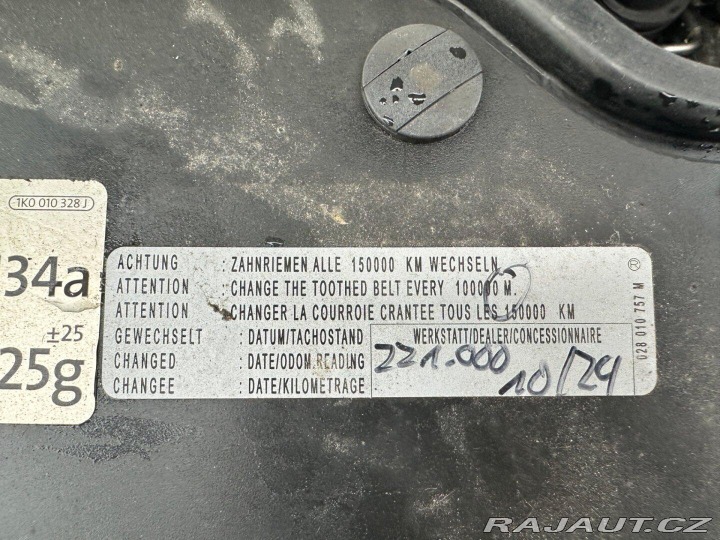 1K0 010 328 J
34a
±25
25g
ACHTUNG : ZAHNRIEMEN ALLE 150000 KM WECHSELN
ATTENTION : CHANGE THE TOOTHED BELT EVERY 100000 M.
ATTENTION : CHANGER LA COURROIE CRANTEE TOUS LES 150000 KM
GEWECHSELT : DATUM/TACHOSTAND
CHANGED : DATE/ODOM READING
CHANGEE : DATE/KILOMETRAGE
WERKSTATT/DEALER/CONCESSIONNAIRE
221.000
10/24
028 010 757 M ®
RAJAUT.CZ